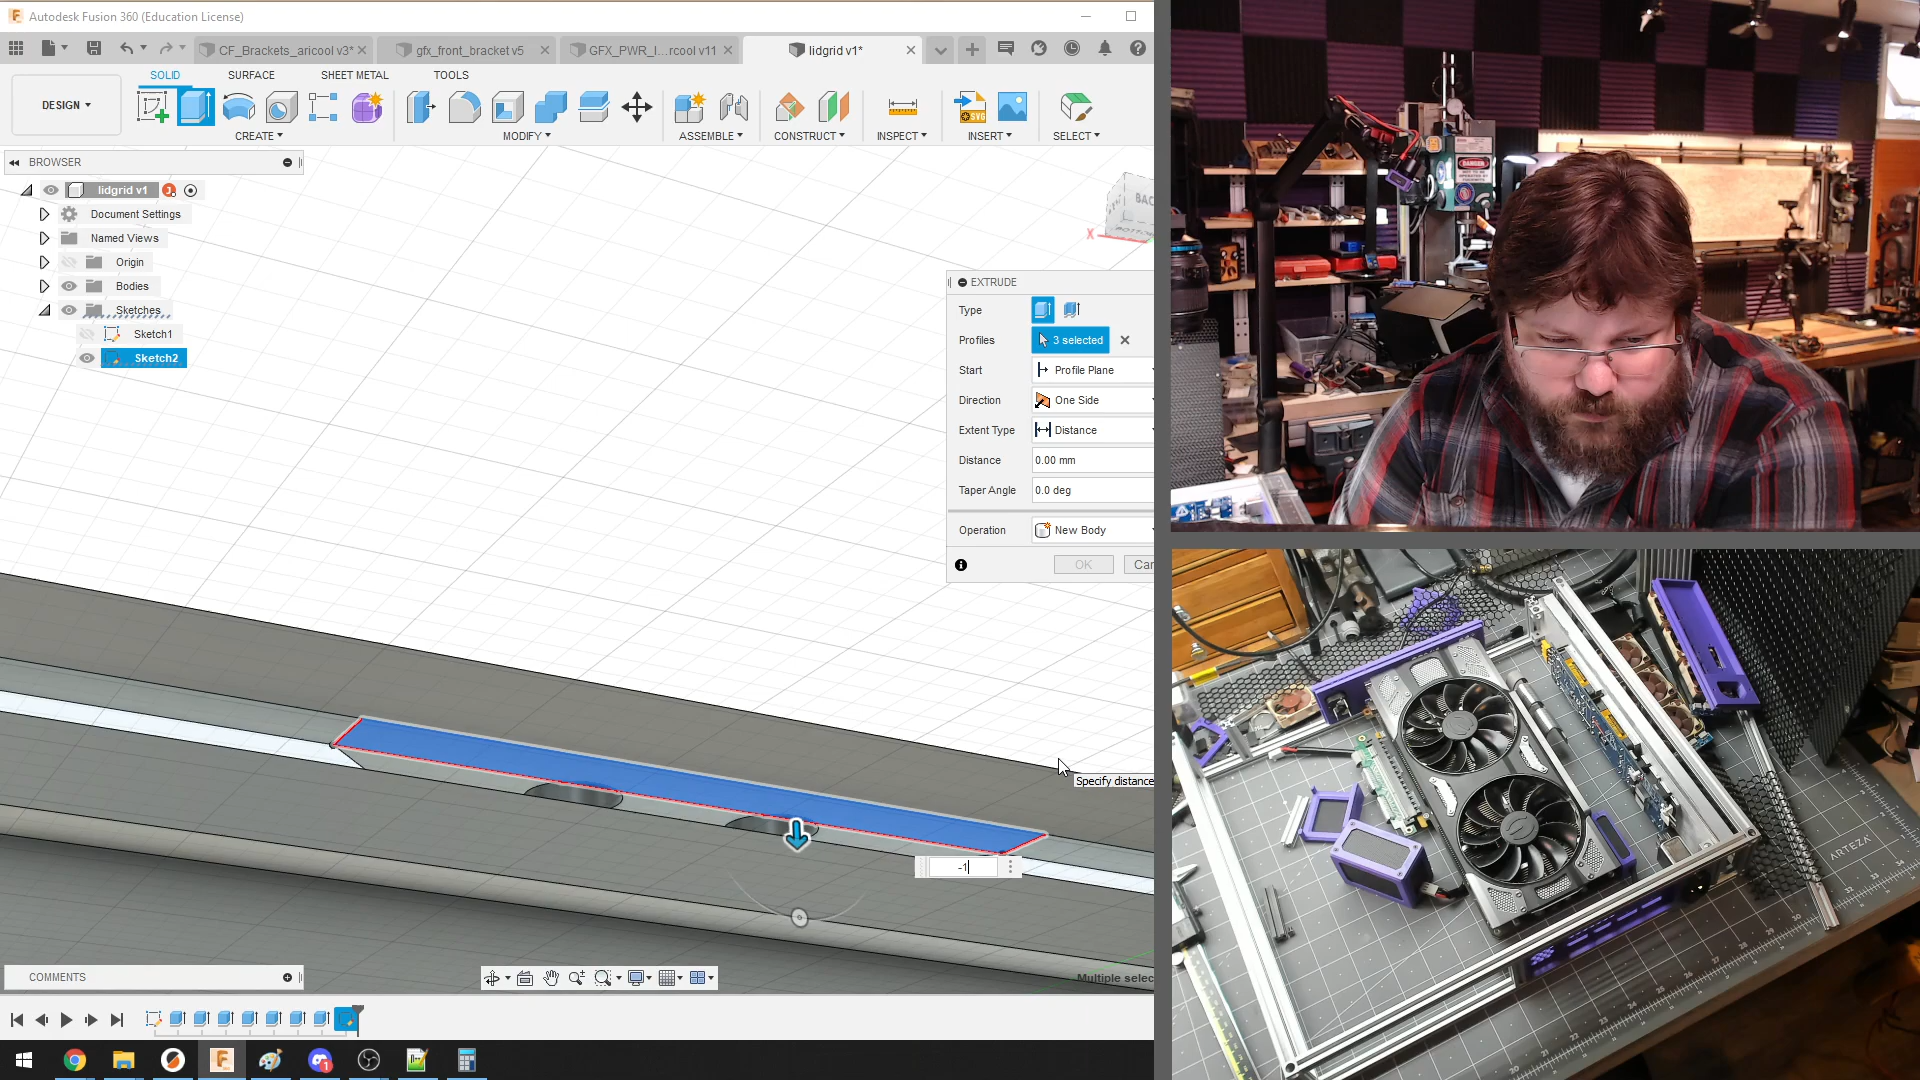 Autodesk Fusion 360 (Education License)
CF_Brackets_aricool v3*
gfx_front_bracket v5
GFX_PWR_I...rcool v11
lidgrid v1*
SOLID
SURFACE
SHEET METAL
TOOLS
DESIGN
CREATE
MODIFY
ASSEMBLE
CONSTRUCT
INSPECT
INSERT
SELECT
BROWSER
lidgrid v1
Document Settings
Named Views
Origin
Bodies
Sketches
Sketch1
Sketch2
BAC
X
EXTRUDE
Type
Profiles
3 selected
Start
Profile Plane
Direction
One Side
Extent Type
Distance
Distance
0.00 mm
Taper Angle
0.0 deg
Operation
New Body
OK
Can
Specify distance
-1
Multiple selec
COMMENTS
DANGER
ARTEZA